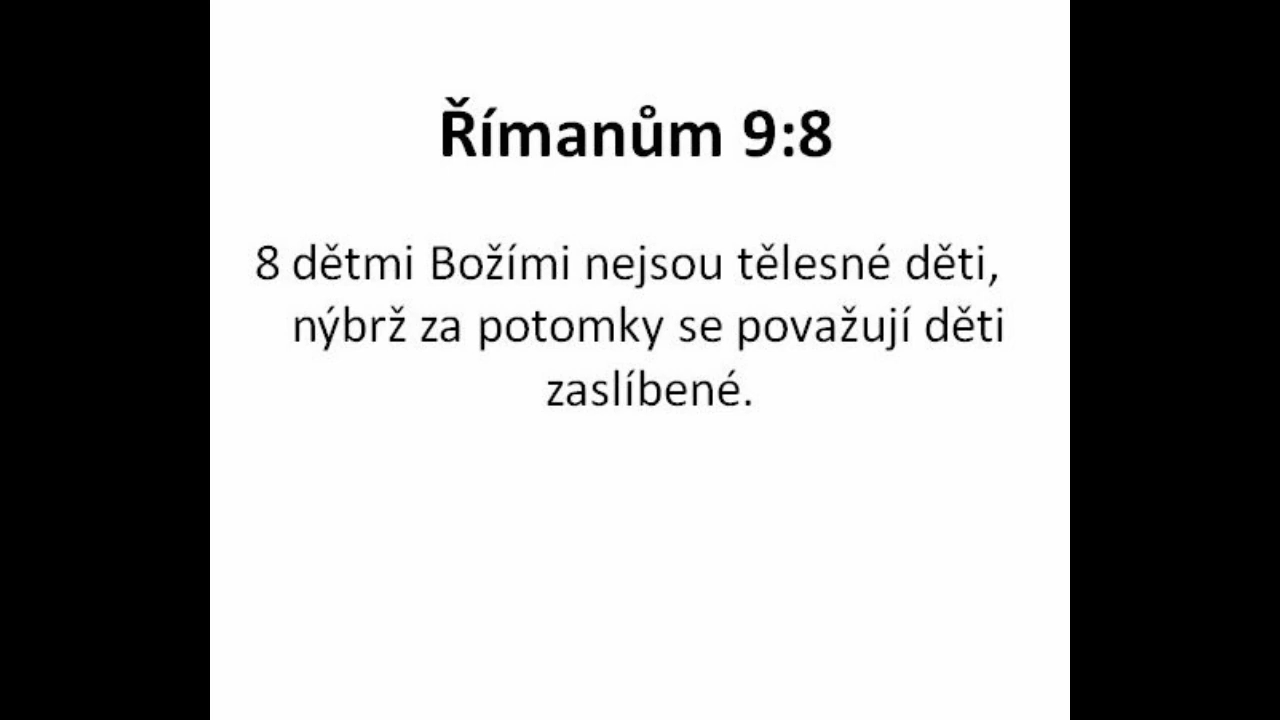 Římanům 9:8
8 dětmi Božími nejsou tělesné děti,
nýbrž za potomky se považují děti
zaslíbené.